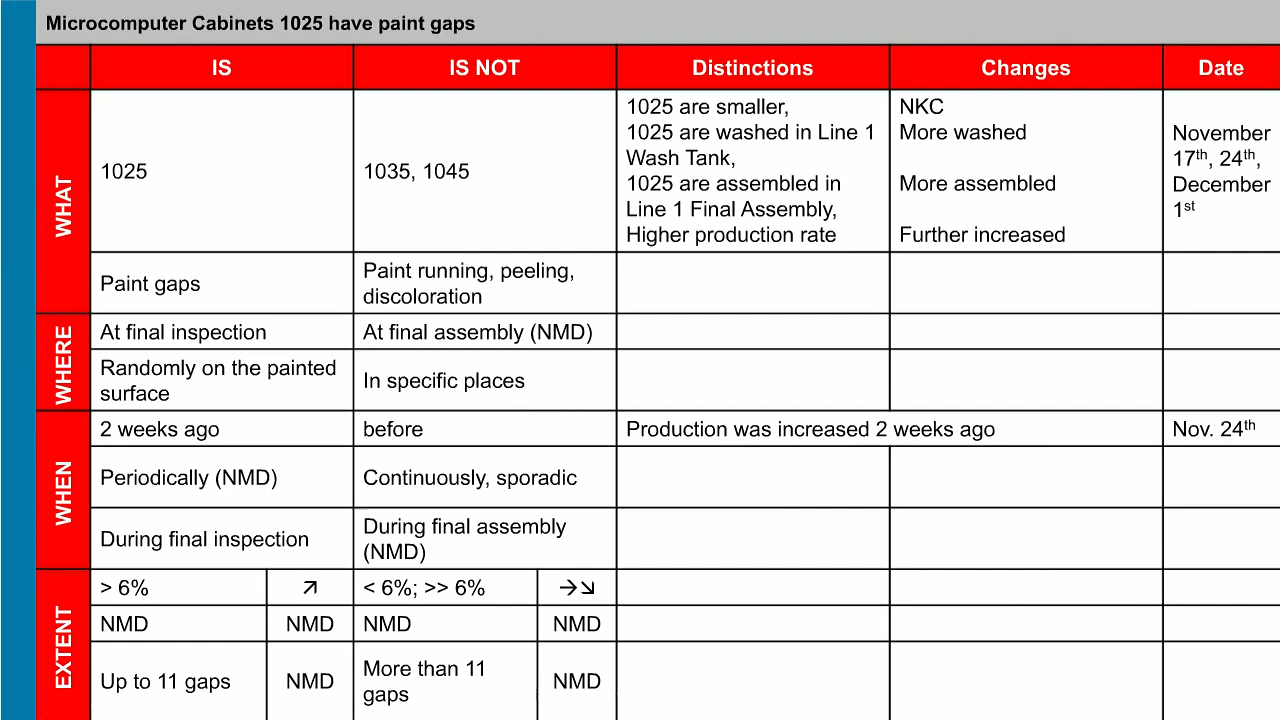 Microcomputer Cabinets 1025 have paint gaps
IS
IS NOT
Distinctions
Changes
Date
WHAT
1025
1035, 1045
1025 are smaller,
1025 are washed in Line 1
Wash Tank,
1025 are assembled in
Line 1 Final Assembly,
Higher production rate
NKC
More washed
More assembled
Further increased
November
17th, 24th,
December
1st
Paint gaps
Paint running, peeling,
discoloration
WHERE
At final inspection
At final assembly (NMD)
Randomly on the painted
surface
In specific places
WHEN
2 weeks ago
before
Production was increased 2 weeks ago
Nov. 24th
Periodically (NMD)
Continuously, sporadic
During final inspection
During final assembly
(NMD)
EXTENT
> 6%
↗
< 6%; >> 6%
→↘
NMD
NMD
NMD
NMD
Up to 11 gaps
NMD
More than 11
gaps
NMD